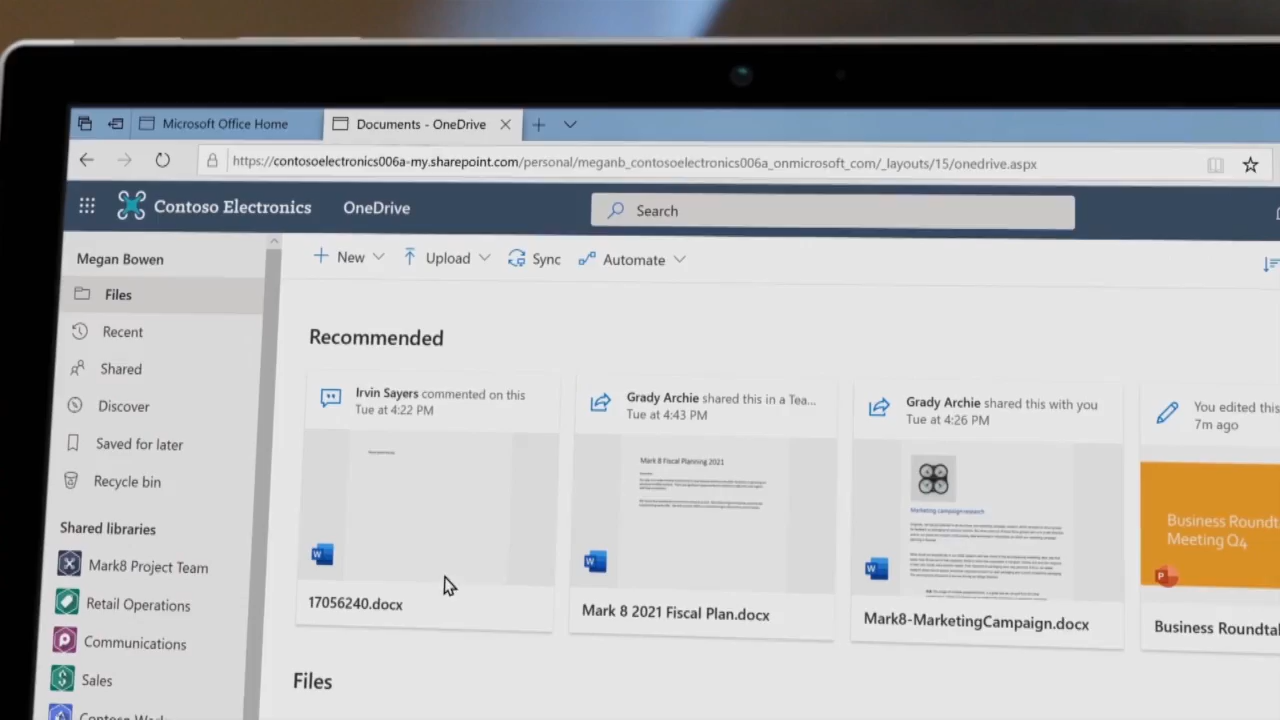 Microsoft Office Home
Documents - OneDrive
https://contosoelectronics006a-my.sharepoint.com/personal/meganb_contosoelectronics006a_onmicrosoft_com/_layouts/15/onedrive.aspx
Contoso Electronics
OneDrive
Search
Megan Bowen
Files
Recent
Shared
Discover
Saved for later
Recycle bin
Shared libraries
Mark8 Project Team
Retail Operations
Communications
Sales
Contoso
New
Upload
Sync
Automate
Recommended
Irvin Sayers commented on this
Tue at 4:22 PM
17056240.docx
Grady Archie shared this in a Tea...
Tue at 4:43 PM
Mark 8 Fiscal Planning 2021
Mark 8 2021 Fiscal Plan.docx
Grady Archie shared this with you
Tue at 4:26 PM
Marketing campaign research
Mark8-MarketingCampaign.docx
You edited this
7m ago
Business Roundt
Meeting Q4
Business Roundtal
Files